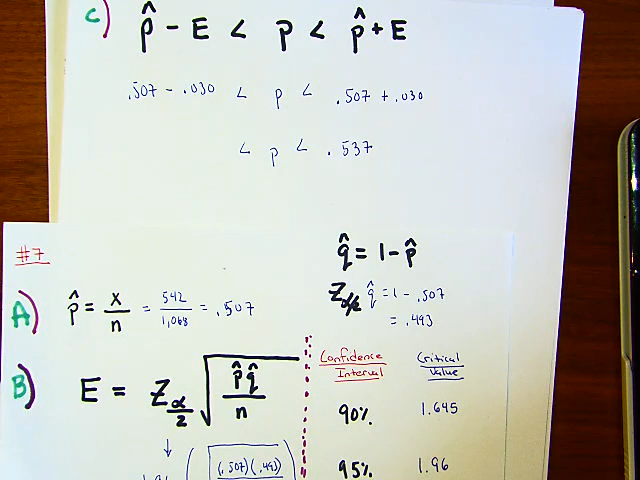 C) p̂ - E < p < p̂ + E
.507 - .030 < p < .507 + .030
< p < .537
#7
q̂ = 1 - p̂
A) p̂ = x/n = 542/1,068 = .507
Zα/2 q̂ = 1 - .507
= .493
B) E = Zα/2 √(p̂q̂/n)
Confidence Interval
Critical Value
90% 1.645
95% 1.96
↓
(.507)(.493)